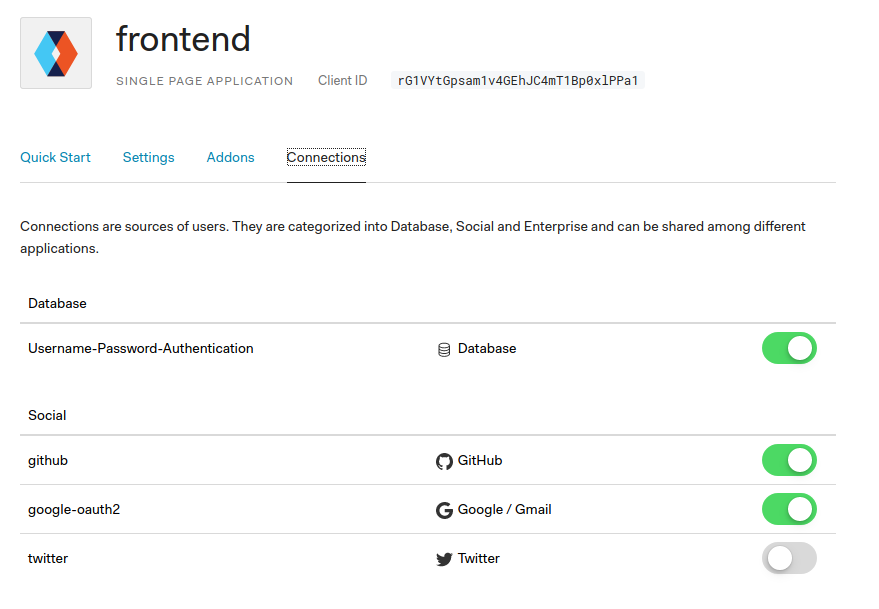 frontend
SINGLE PAGE APPLICATION Client ID rG1VYtGpsam1v4GEhJC4mT1Bp0xlPPa1
Quick Start Settings Addons Connections
Connections are sources of users. They are categorized into Database, Social and Enterprise and can be shared among different
applications.
Database
Username-Password-Authentication Database
Social
github GitHub
google-oauth2 Google / Gmail
twitter Twitter